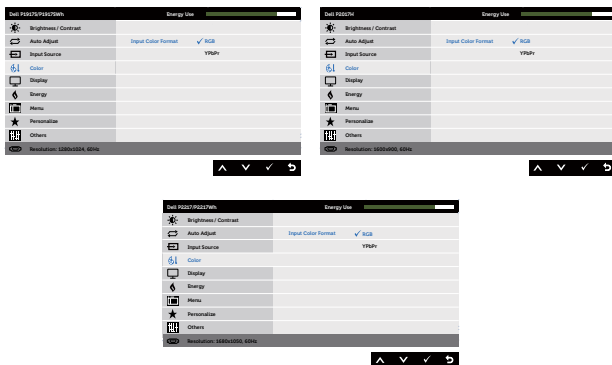 Dell P1917S/P1917SWh Energy Use
Brightness / Contrast
Auto Adjust Input Color Format ✓ RGB
Input Source YPbPr
Color
Display
Energy
Menu
Personalize
Others
Resolution: 1280x1024, 60Hz
Dell P2017H Energy Use
Brightness / Contrast
Auto Adjust Input Color Format ✓ RGB
Input Source YPbPr
Color
Display
Energy
Menu
Personalize
Others
Resolution: 1600x900, 60Hz
Dell P2217/P2217Wh Energy Use
Brightness / Contrast
Auto Adjust Input Color Format ✓ RGB
Input Source YPbPr
Color
Display
Energy
Menu
Personalize
Others
Resolution: 1680x1050, 60Hz